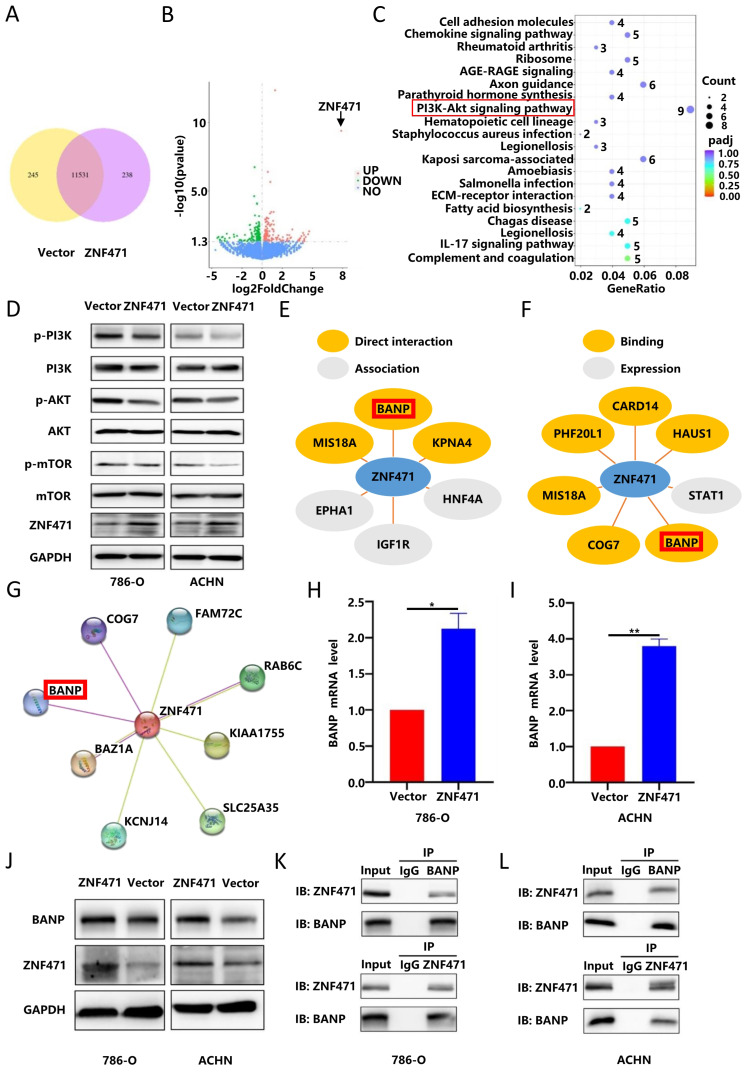 A
245
11531
238
Vector ZNF471
B
-log10(pvalue)
10
5.0
1.3
ZNF471
UP
DOWN
NO
-4 -2 0 2 4 6 8
log2FoldChange
C
Cell adhesion molecules 4
Chemokine signaling pathway 5
Rheumatoid arthritis 3
Ribosome 5
AGE-RAGE signaling 4
Axon guidance 6
Parathyroid hormone synthesis 4
PI3K-Akt signaling pathway 9
Hematopoietic cell lineage 3
Staphylococcus aureus infection 2
Legionellosis 3
Kaposi sarcoma-associated 6
Amoebiasis 4
Salmonella infection 4
ECM-receptor interaction 4
Fatty acid biosynthesis 2
Chagas disease 5
Legionellosis 4
IL-17 signaling pathway 5
Complement and coagulation 5
0.02 0.04 0.06 0.08
GeneRatio
Count
2
4
6
8
padj
1.00
0.75
0.50
0.25
0.00
D
Vector ZNF471 Vector ZNF471
p-PI3K
PI3K
p-AKT
AKT
p-mTOR
mTOR
ZNF471
GAPDH
786-O ACHN
E
Direct interaction
Association
BANP
MIS18A
KPNA4
ZNF471
EPHA1
HNF4A
IGF1R
F
Binding
Expression
CARD14
PHF20L1
HAUS1
ZNF471
MIS18A
STAT1
COG7
BANP
G
COG7
FAM72C
RAB6C
BANP
ZNF471
KIAA1755
BAZ1A
SLC25A35
KCNJ14
H
BANP mRNA level
2.5
2.0
1.5
1.0
0.5
0.0
*
Vector ZNF471
786-O
I
BANP mRNA level
5.0
4.0
3.0
2.0
1.0
0.0
**
Vector ZNF471
ACHN
J
ZNF471 Vector ZNF471 Vector
BANP
ZNF471
GAPDH
786-O ACHN
K
IP
Input IgG BANP
IB: ZNF471
IB: BANP
IP
Input IgG ZNF471
IB: ZNF471
IB: BANP
786-O
L
IP
Input IgG BANP
IB: ZNF471
IB: BANP
IP
Input IgG ZNF471
IB: ZNF471
IB: BANP
ACHN